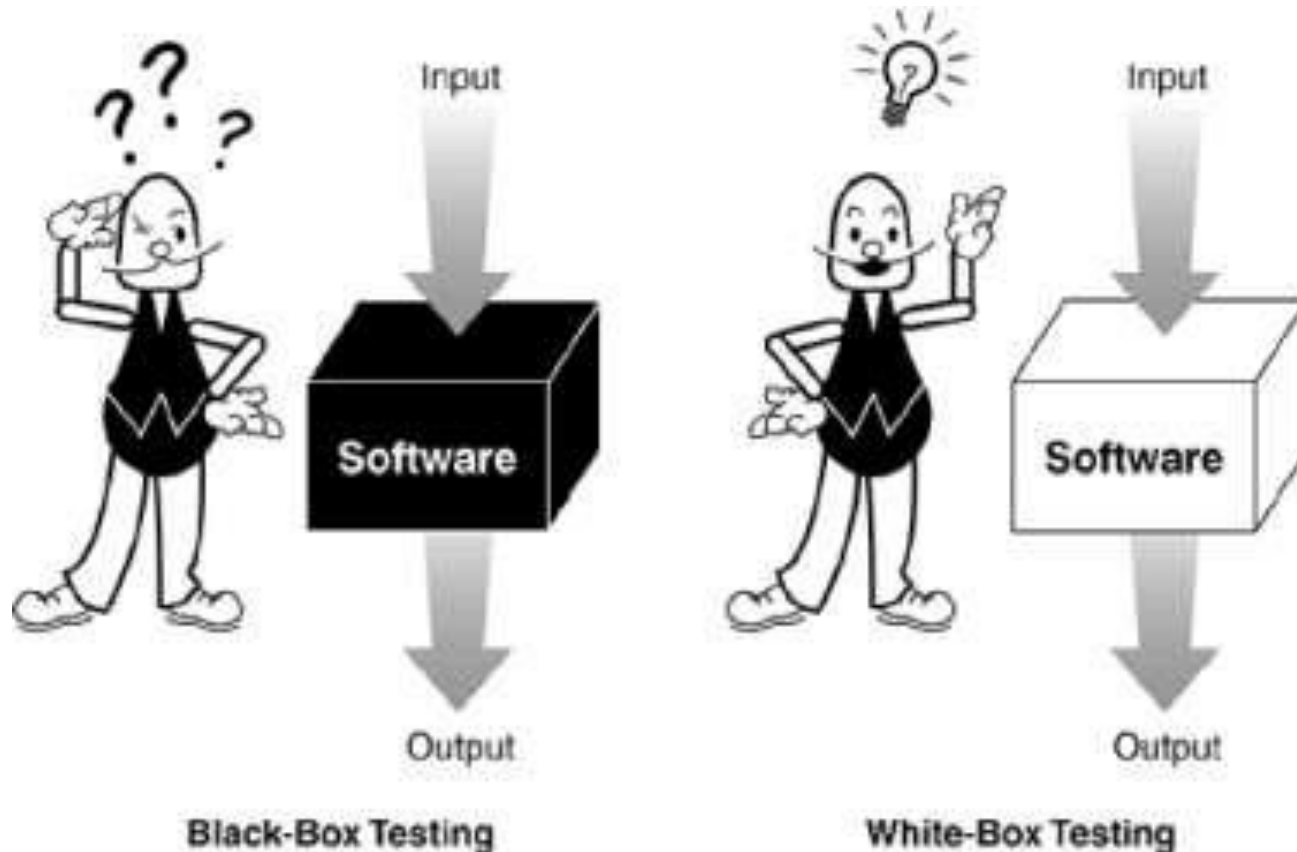 ? ? ?
Input
Software
Output
Black-Box Testing
Input
Software
Output
White-Box Testing